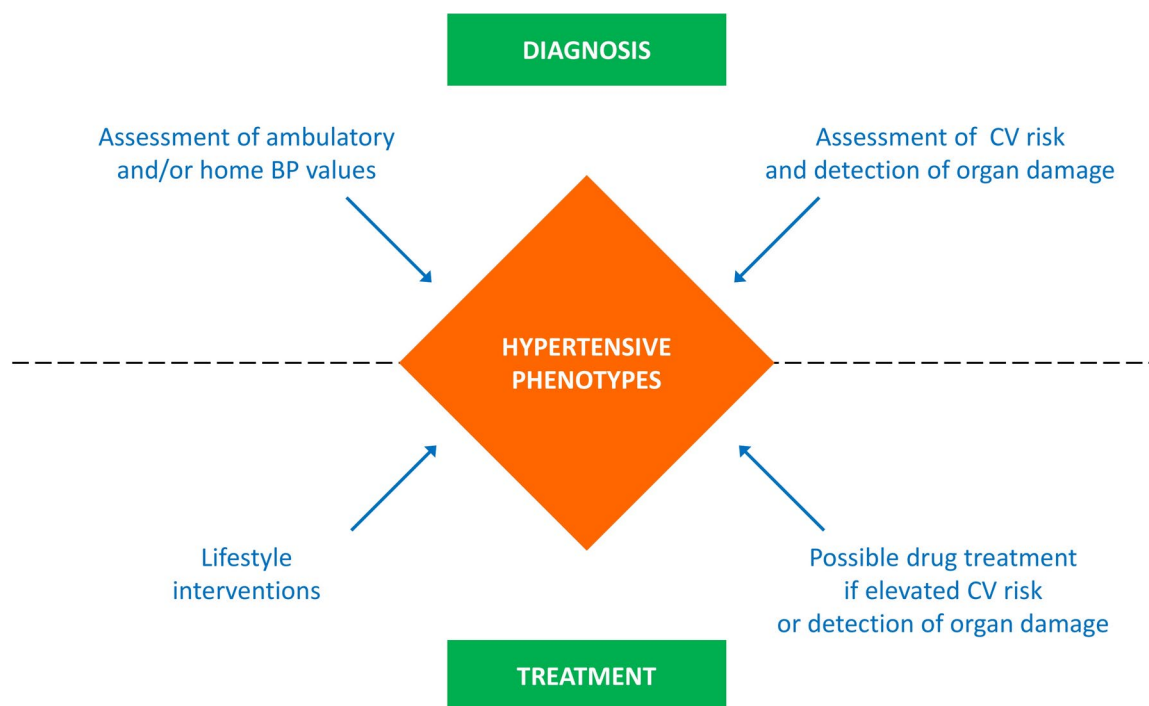 DIAGNOSIS
Assessment of ambulatory
and/or home BP values
Assessment of CV risk
and detection of organ damage
HYPERTENSIVE
PHENOTYPES
Lifestyle
interventions
Possible drug treatment
if elevated CV risk
or detection of organ damage
TREATMENT